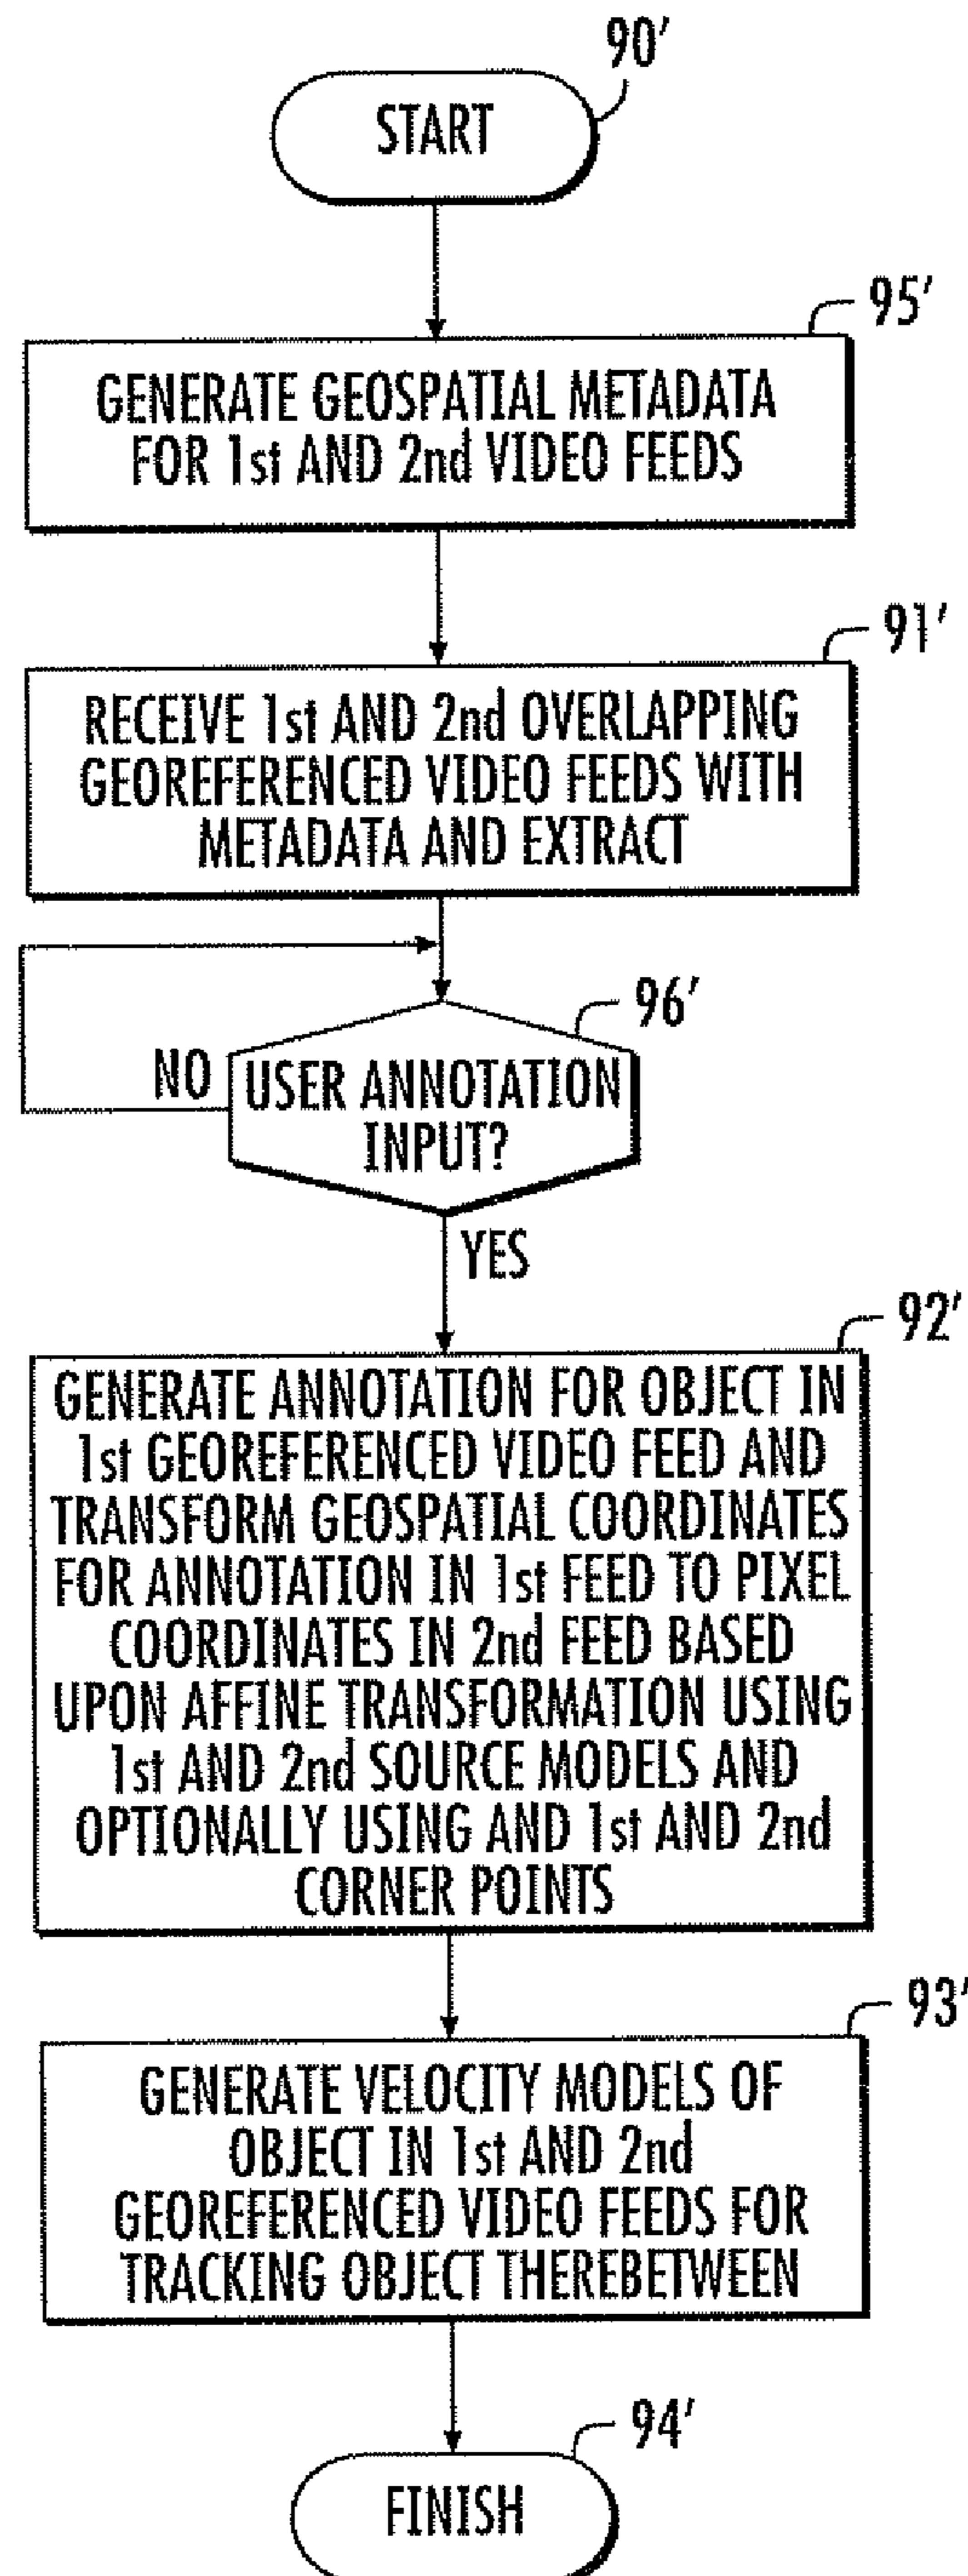 90′
START
95′
GENERATE GEOSPATIAL METADATA
FOR 1st AND 2nd VIDEO FEEDS
91′
RECEIVE 1st AND 2nd OVERLAPPING
GEOREFERENCED VIDEO FEEDS WITH
METADATA AND EXTRACT
96′
NO
USER ANNOTATION
INPUT?
YES
92′
GENERATE ANNOTATION FOR OBJECT IN
1st GEOREFERENCED VIDEO FEED AND
TRANSFORM GEOSPATIAL COORDINATES
FOR ANNOTATION IN 1st FEED TO PIXEL
COORDINATES IN 2nd FEED BASED
UPON AFFINE TRANSFORMATION USING
1st AND 2nd SOURCE MODELS AND
OPTIONALLY USING AND 1st AND 2nd
CORNER POINTS
93′
GENERATE VELOCITY MODELS OF
OBJECT IN 1st AND 2nd
GEOREFERENCED VIDEO FEEDS FOR
TRACKING OBJECT THEREBETWEEN
94′
FINISH